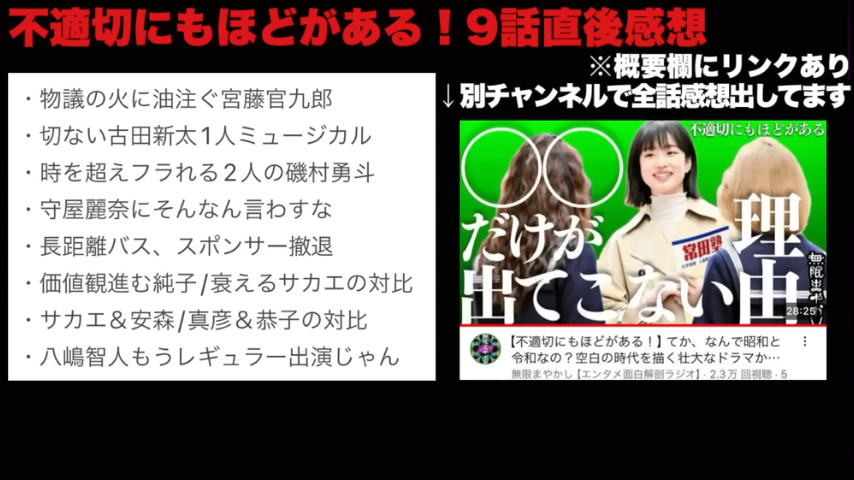 不適切にもほどがある！9話直後感想
※概要欄にリンクあり
↓別チャンネルで全話感想出してます
・物議の火に油注ぐ宮藤官九郎
・切ない古田新太1人ミュージカル
・時を超えフラれる2人の磯村勇斗
・守屋麗奈にそんなん言わすな
・長距離バス、スポンサー撤退
・価値観進む純子/衰えるサカエの対比
・サカエ＆安森/真彦＆恭子の対比
・八嶋智人もうレギュラー出演じゃん
不適切にもほどがある
〇〇
だけが
出てこない
理由
常田塾
28:25
【不適切にもほどがある！】てか、なんで昭和と
令和なの？空白の時代を描く壮大なドラマか…
無限まやかし【エンタメ面白解剖ラジオ】・2.3万 回視聴・5